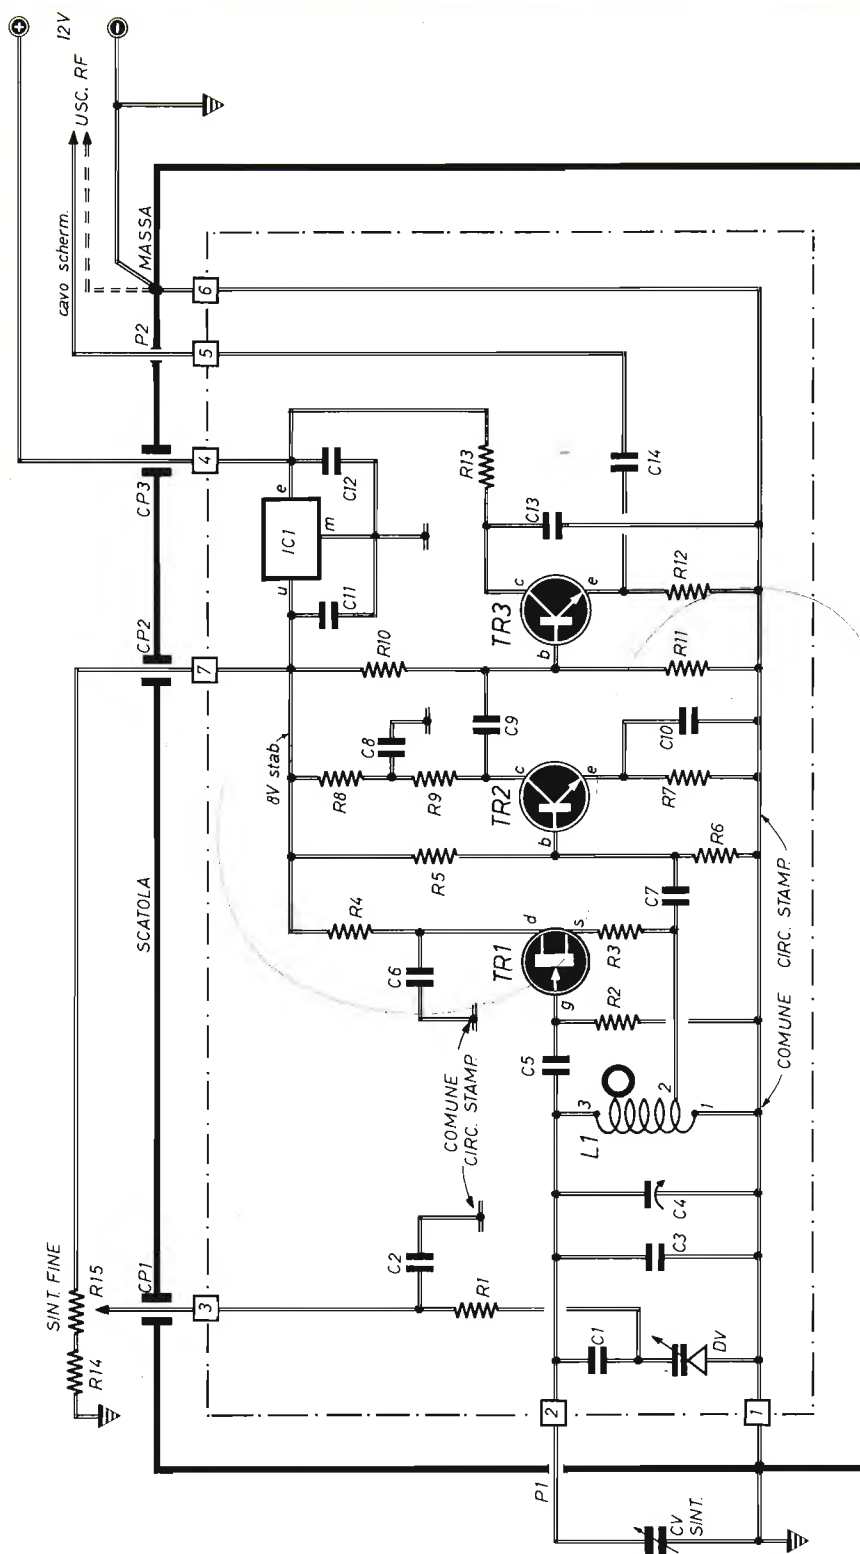 +
12V
−
USC. RF
cavo scherm.
MASSA
P2
6
5
4
CP3
CP2
7
SCATOLA
SINT. FINE
R15
R14
CP1
3
e
IC1
m
u
C12
C11
R13
C13
C14
R10
8V stab.
C8
R8
R9
C9
R5
R4
C6
COMUNE
CIRC. STAMP.
C2
R1
TR3
c
b
e
R12
R11
TR2
c
b
e
C10
R7
R6
C7
TR1
d
s
g
R3
R2
C5
L1
3
2
1
C4
C3
C1
DV
COMUNE CIRC. STAMP.
2
1
P1
CV
SINT.